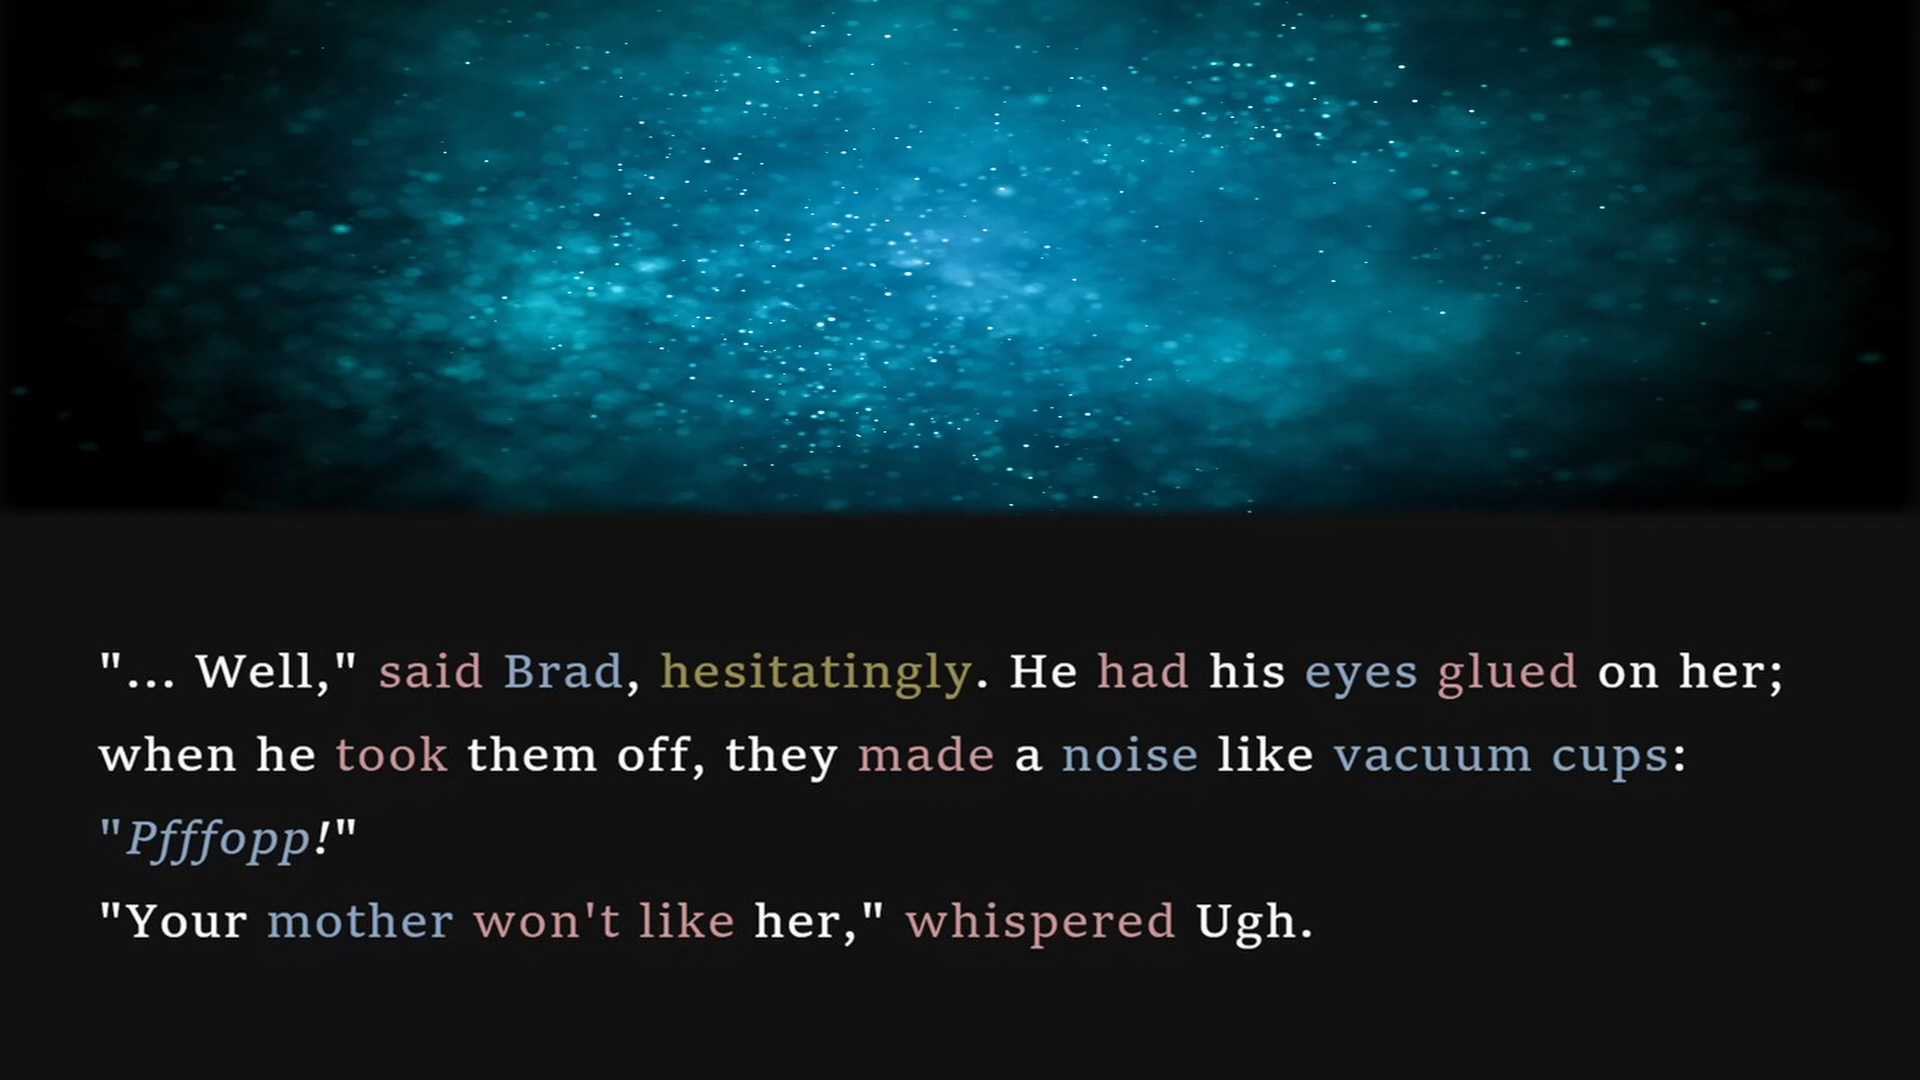 "... Well," said Brad, hesitatingly. He had his eyes glued on her;
when he took them off, they made a noise like vacuum cups:
"Pfffopp!"
"Your mother won't like her," whispered Ugh.